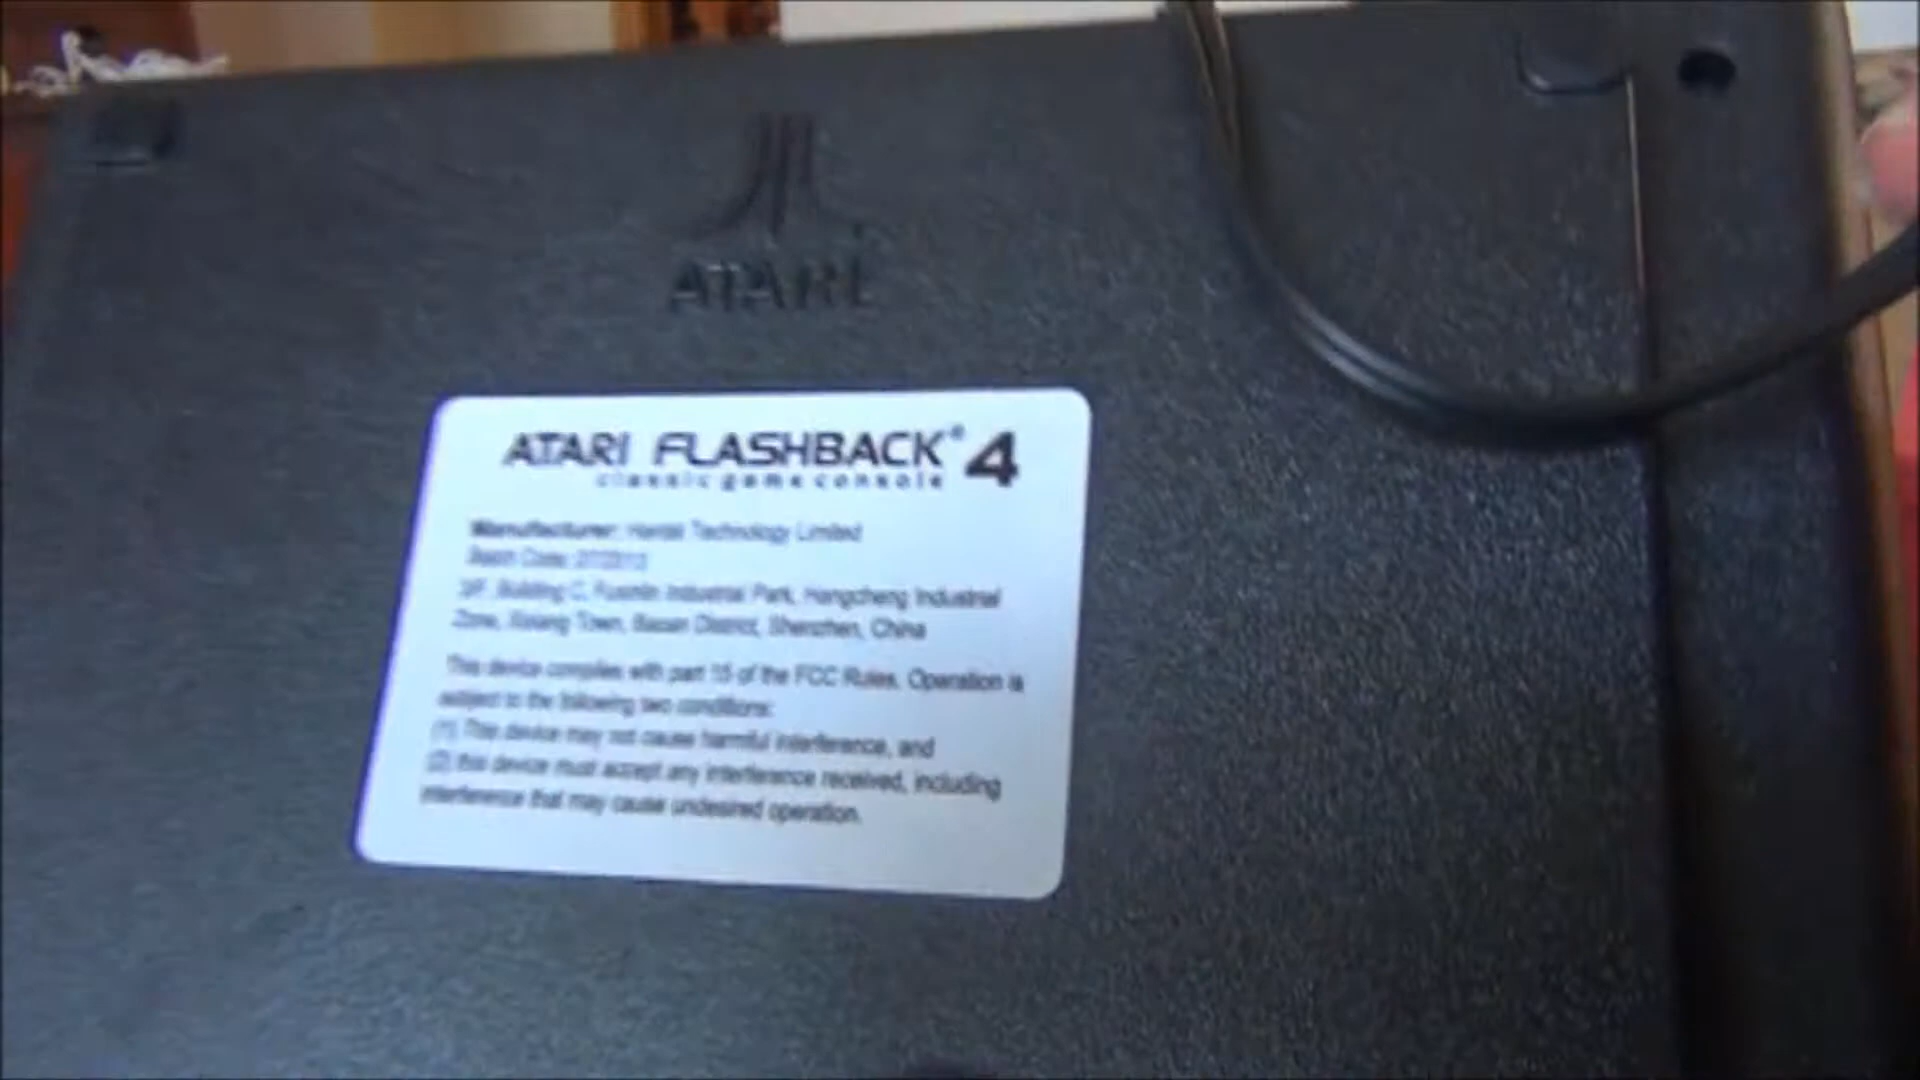 ATARI
ATARI FLASHBACK® 4
classic game console
Manufacturer: Technology Limited
Batch Code:
Building C, Industrial Park, Hangcheng Industrial
Zone, Xixiang Town, Baoan District, Shenzhen, China
This device complies with part 15 of the FCC Rules. Operation is
subject to the following two conditions:
(1) This device may not cause harmful interference, and
(2) this device must accept any interference received, including
interference that may cause undesired operation.